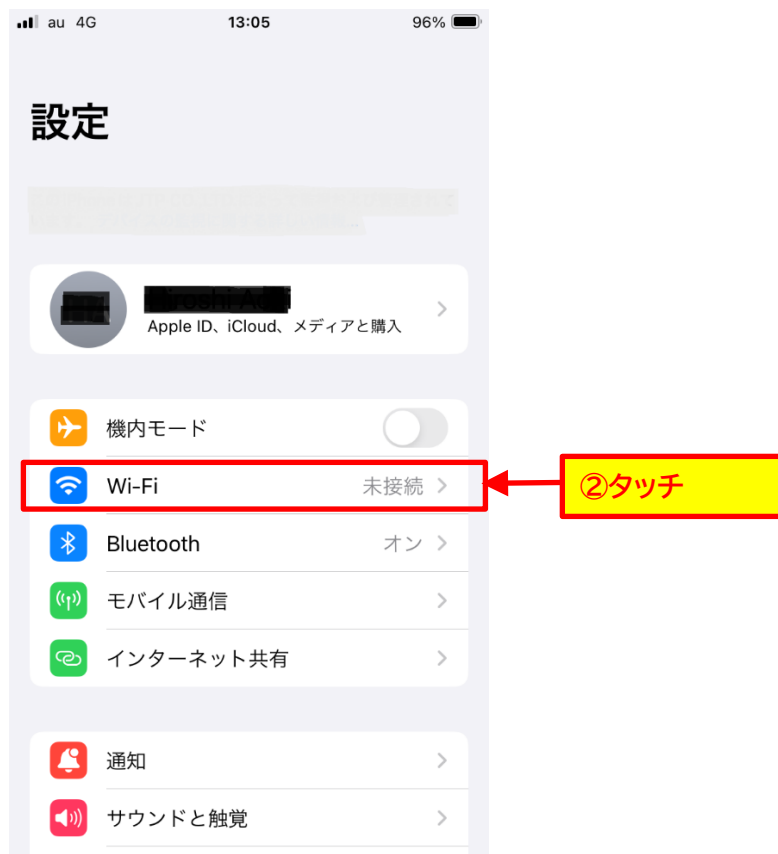 au 4G 13:05 96%
設定
Apple ID、iCloud、メディアと購入
機内モード
Wi-Fi 未接続
②タッチ
Bluetooth オン
モバイル通信
インターネット共有
通知
サウンドと触覚